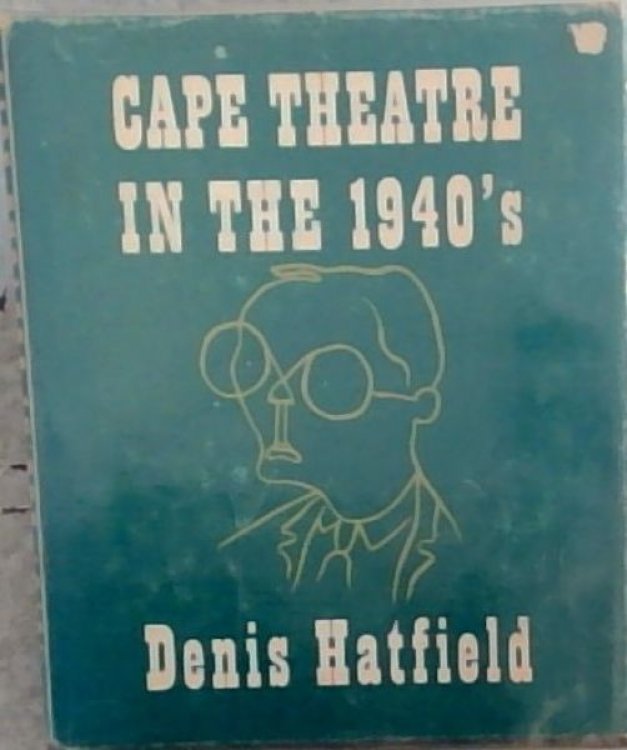 CAPE THEATRE
IN THE 1940's
Denis Hatfield